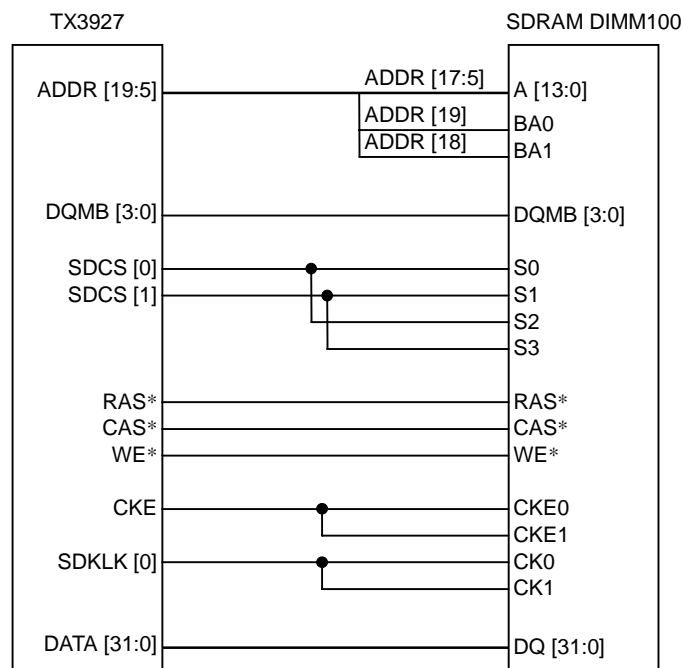 TX3927 SDRAM DIMM100
ADDR [19:5] ADDR [17:5] A [13:0]
ADDR [19] BA0
ADDR [18] BA1
DQMB [3:0] DQMB [3:0]
SDCS [0] S0
SDCS [1] S1
S2
S3
RAS* RAS*
CAS* CAS*
WE* WE*
CKE CKE0
CKE1
SDKLK [0] CK0
CK1
DATA [31:0] DQ [31:0]